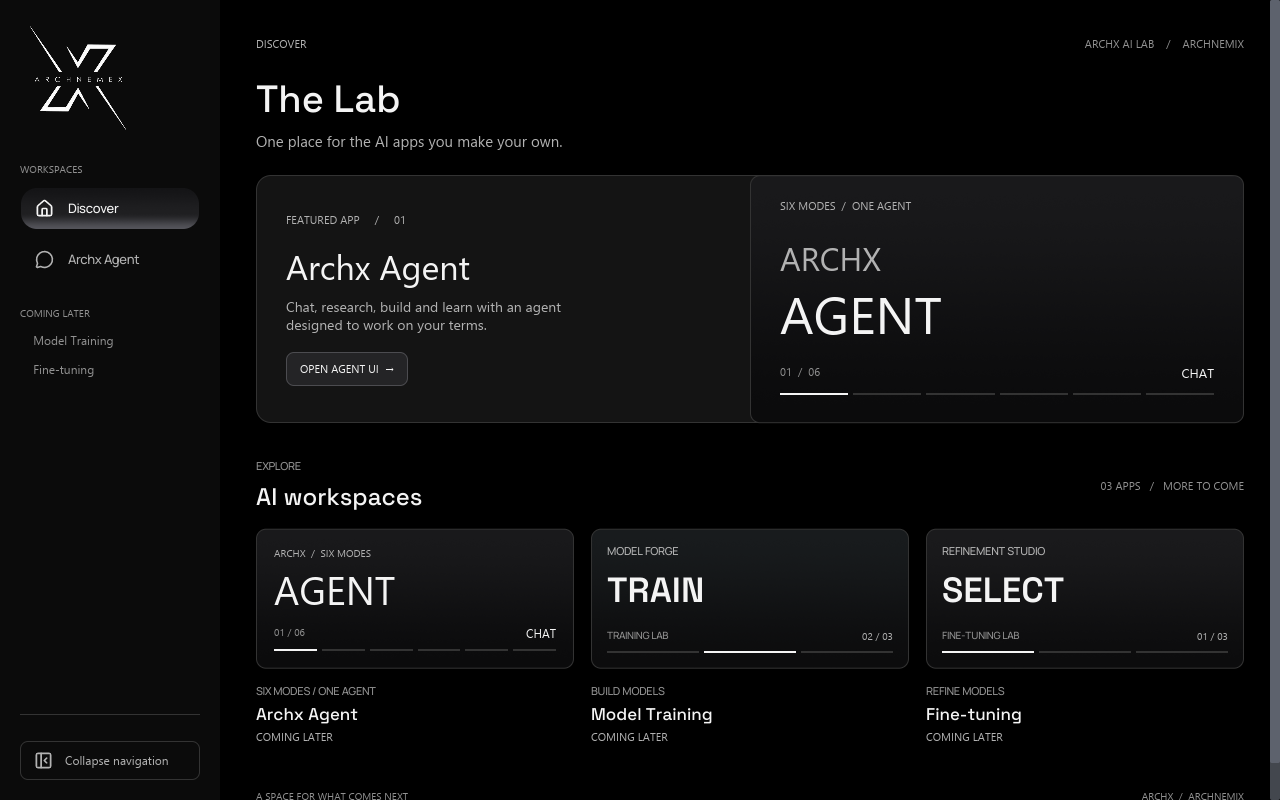 ARCHNEMEX
WORKSPACES
Discover
Archx Agent
COMING LATER
Model Training
Fine-tuning
Collapse navigation
DISCOVER
ARCHX AI LAB / ARCHNEMIX
The Lab
One place for the AI apps you make your own.
FEATURED APP / 01
Archx Agent
Chat, research, build and learn with an agent
designed to work on your terms.
OPEN AGENT UI →
SIX MODES / ONE AGENT
ARCHX
AGENT
01 / 06
CHAT
EXPLORE
AI workspaces
03 APPS / MORE TO COME
ARCHX / SIX MODES
AGENT
01 / 06
CHAT
SIX MODES / ONE AGENT
Archx Agent
COMING LATER
MODEL FORGE
TRAIN
TRAINING LAB
02 / 03
BUILD MODELS
Model Training
COMING LATER
REFINEMENT STUDIO
SELECT
FINE-TUNING LAB
01 / 03
REFINE MODELS
Fine-tuning
COMING LATER
A SPACE FOR WHAT COMES NEXT
ARCHX / ARCHNEMIX